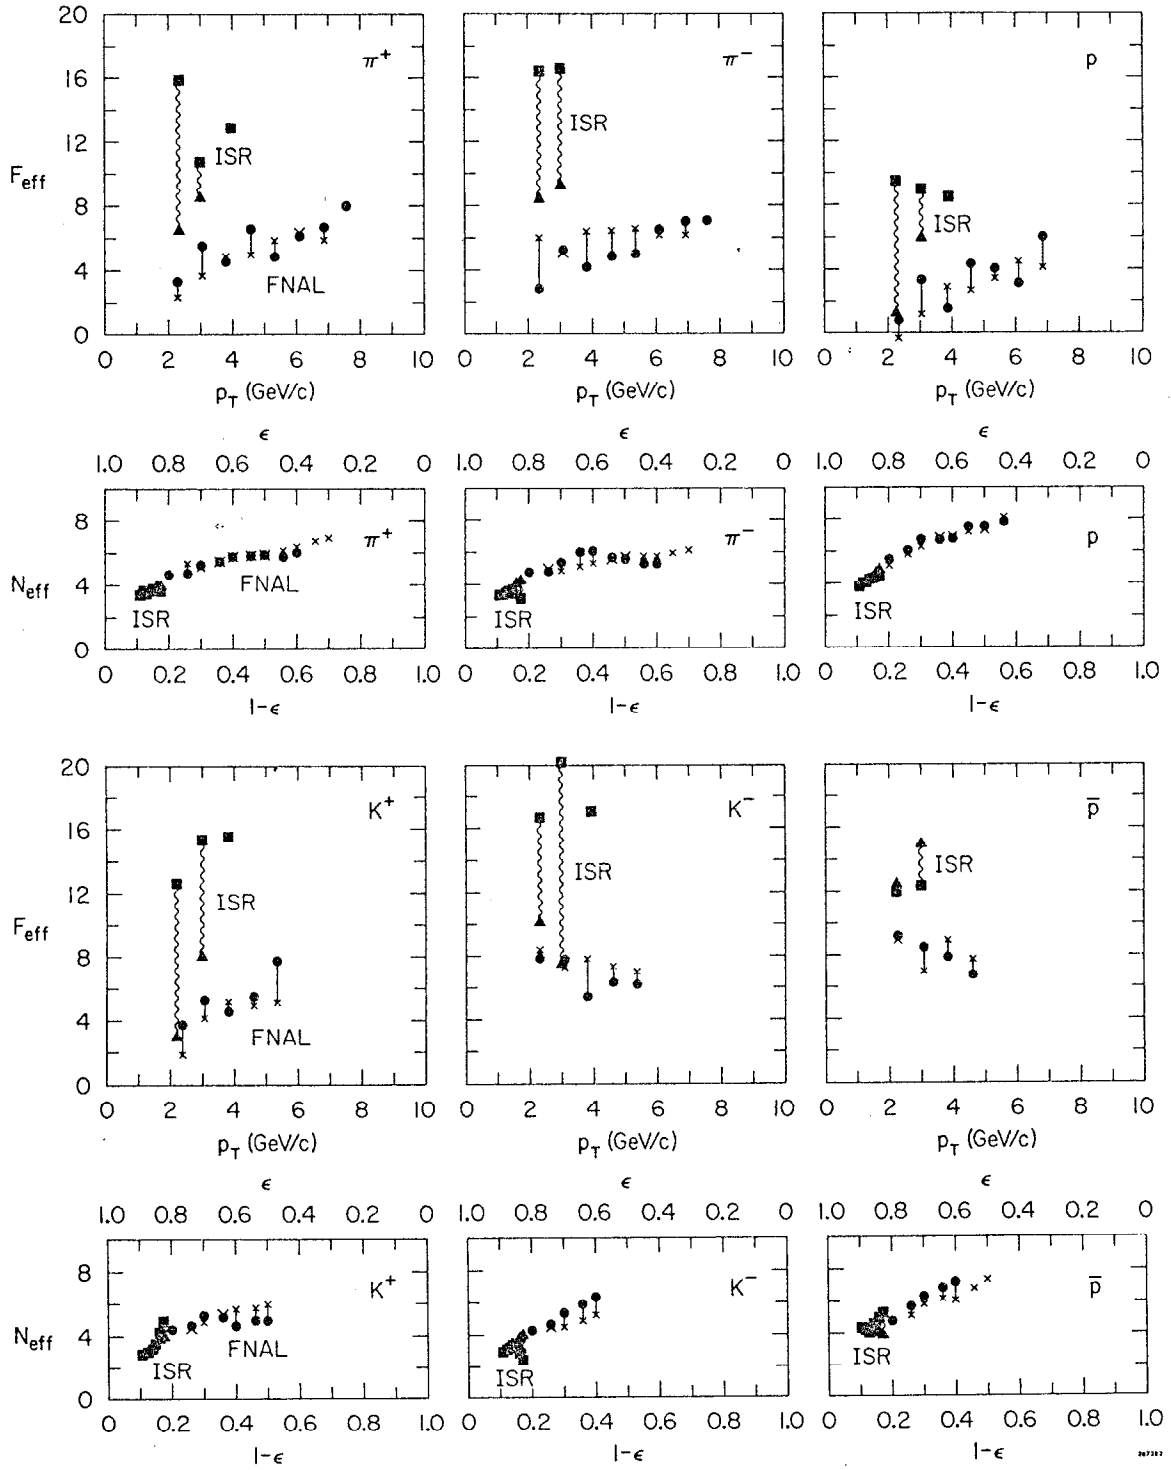 20 π⁺ π⁻ p
16
12 ISR ISR
F_eff
8 ISR
4 FNAL
0
0 2 4 6 8 10 0 2 4 6 8 10 0 2 4 6 8 10
p_T (GeV/c) p_T (GeV/c) p_T (GeV/c)
ϵ ϵ ϵ
1.0 0.8 0.6 0.4 0.2 0 1.0 0.8 0.6 0.4 0.2 0 1.0 0.8 0.6 0.4 0.2 0
8 π⁺ π⁻ p
N_eff 4 FNAL
ISR ISR ISR
0
0 0.2 0.4 0.6 0.8 1.0 0 0.2 0.4 0.6 0.8 1.0 0 0.2 0.4 0.6 0.8 1.0
1-ϵ 1-ϵ 1-ϵ
20 K⁺ K⁻ p̄
16
12 ISR ISR ISR
F_eff
8
4 FNAL
0
0 2 4 6 8 10 0 2 4 6 8 10 0 2 4 6 8 10
p_T (GeV/c) p_T (GeV/c) p_T (GeV/c)
ϵ ϵ ϵ
1.0 0.8 0.6 0.4 0.2 0 1.0 0.8 0.6 0.4 0.2 0 1.0 0.8 0.6 0.4 0.2 0
8 K⁺ K⁻ p̄
N_eff 4 FNAL
ISR ISR ISR
0
0 0.2 0.4 0.6 0.8 1.0 0 0.2 0.4 0.6 0.8 1.0 0 0.2 0.4 0.6 0.8 1.0
1-ϵ 1-ϵ 1-ϵ